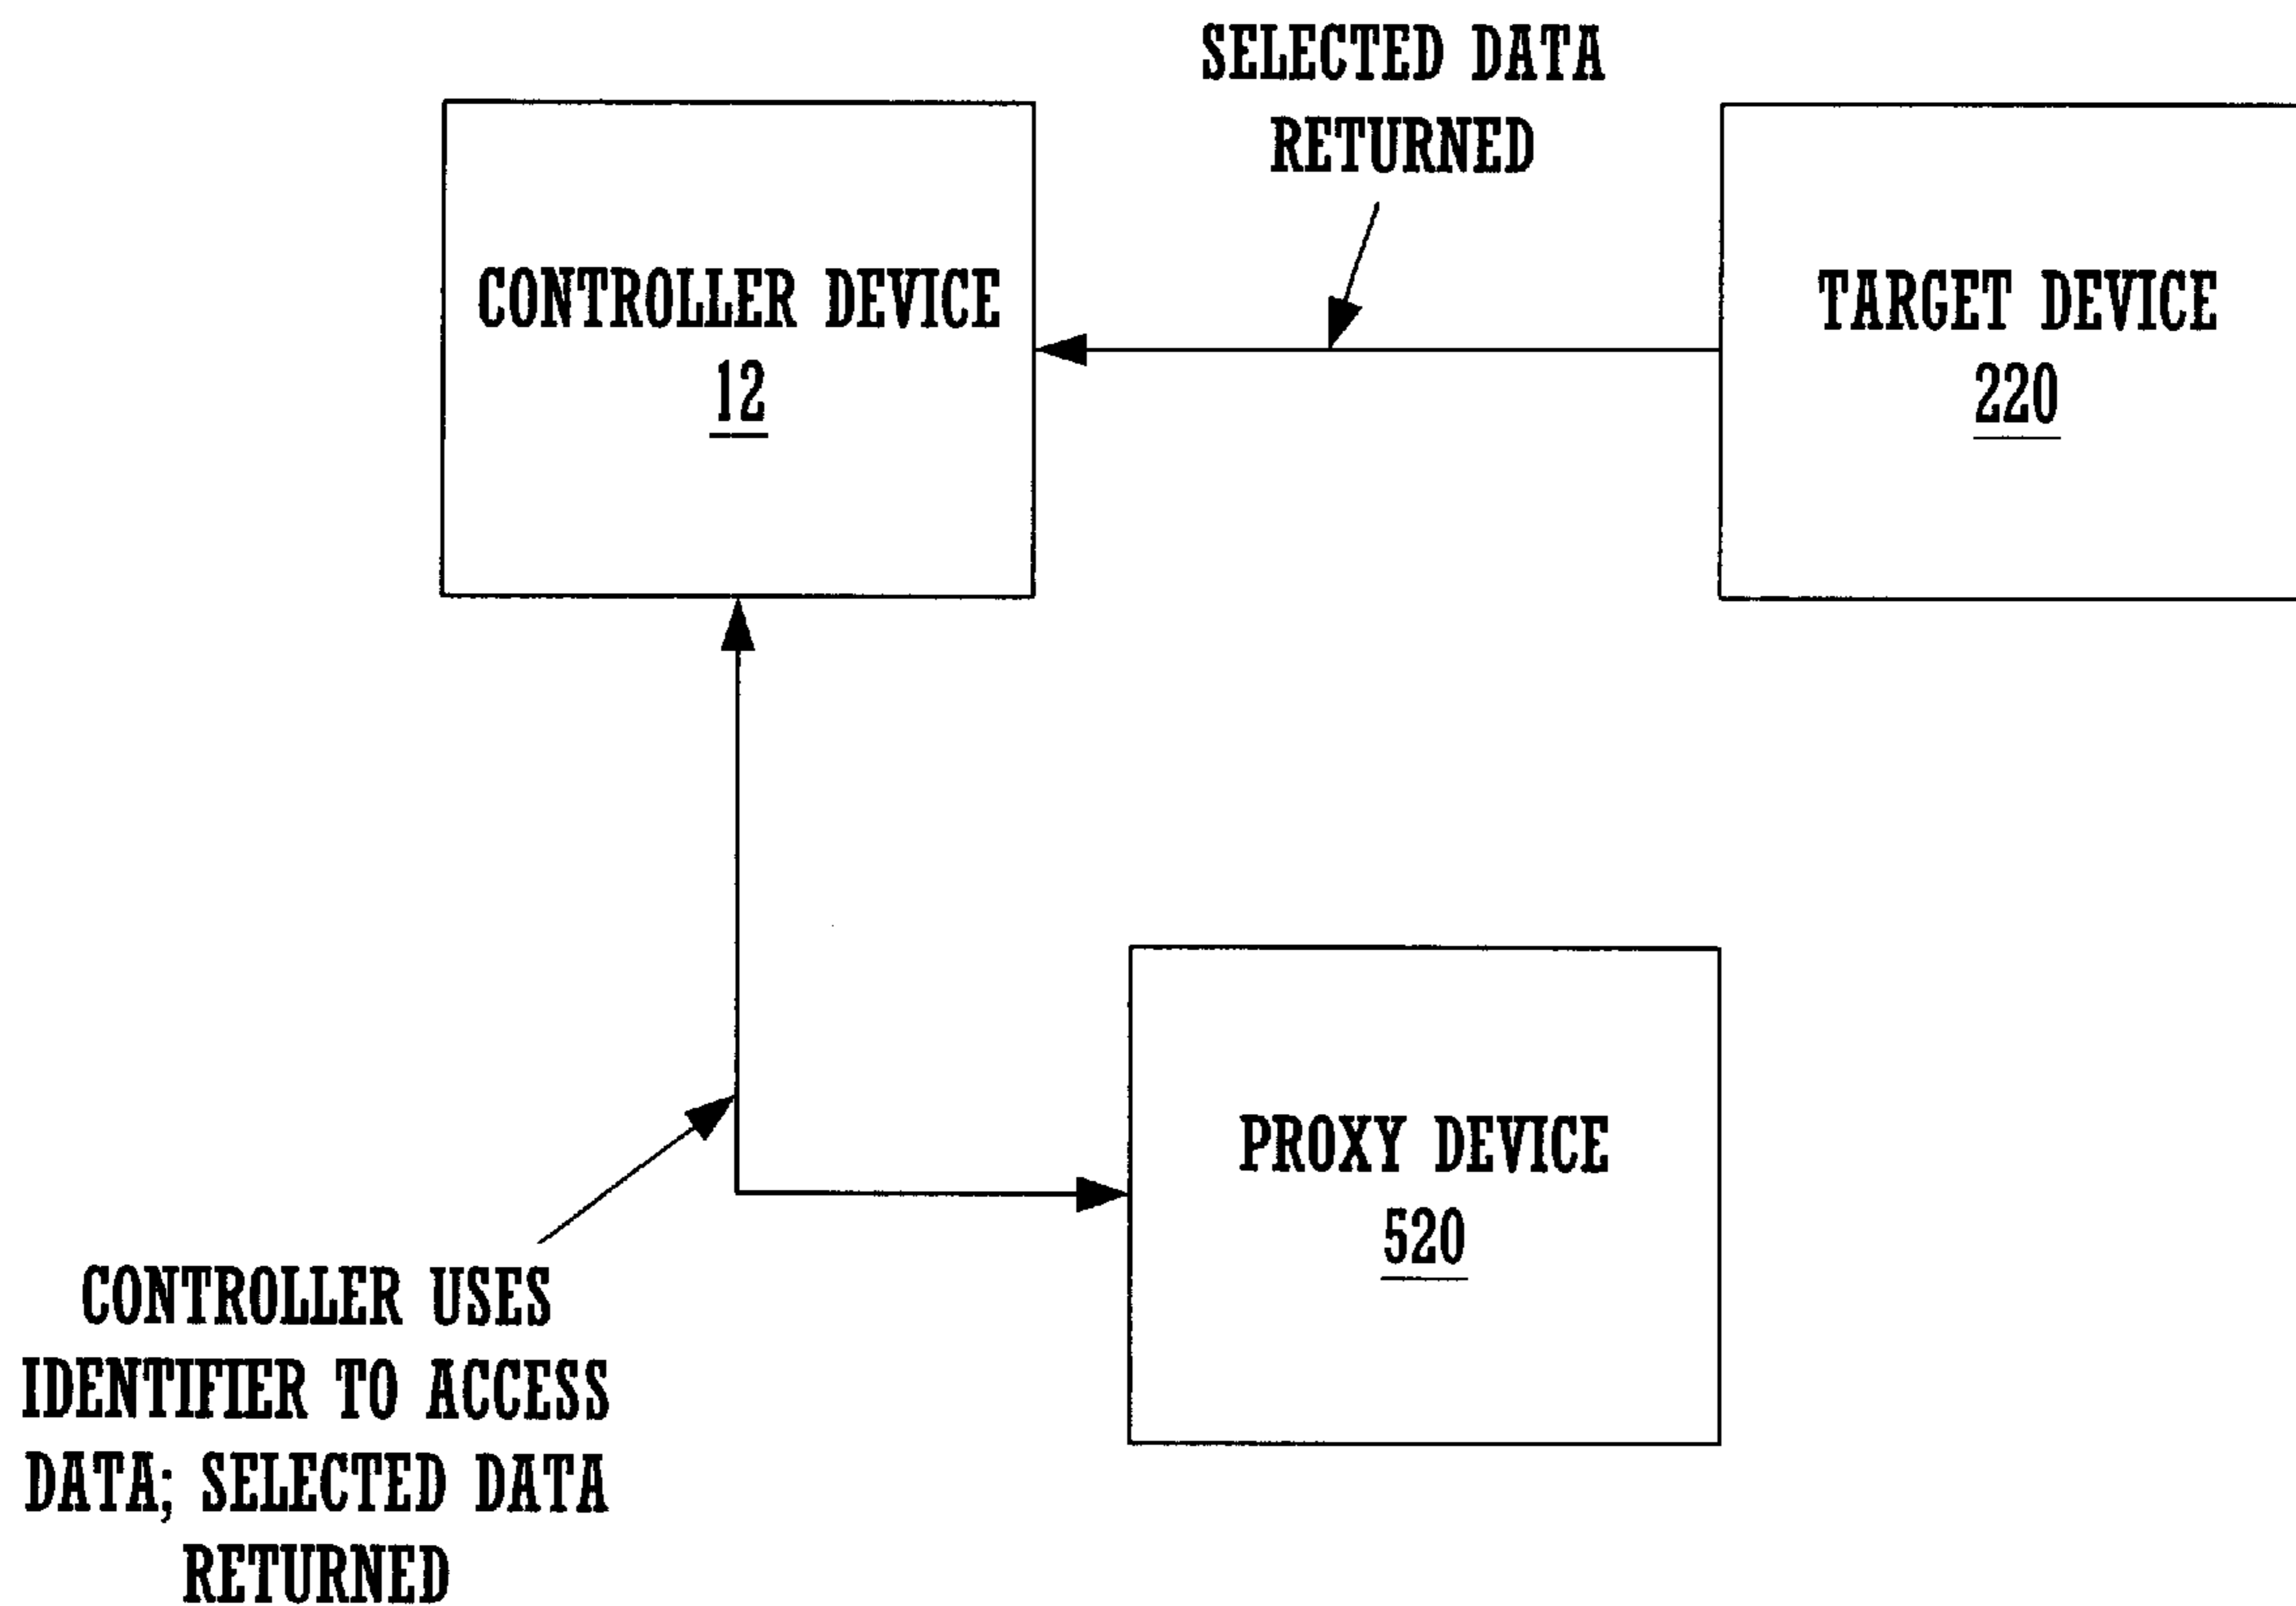 SELECTED DATA
RETURNED
CONTROLLER DEVICE
12
TARGET DEVICE
220
PROXY DEVICE
520
CONTROLLER USES
IDENTIFIER TO ACCESS
DATA; SELECTED DATA
RETURNED